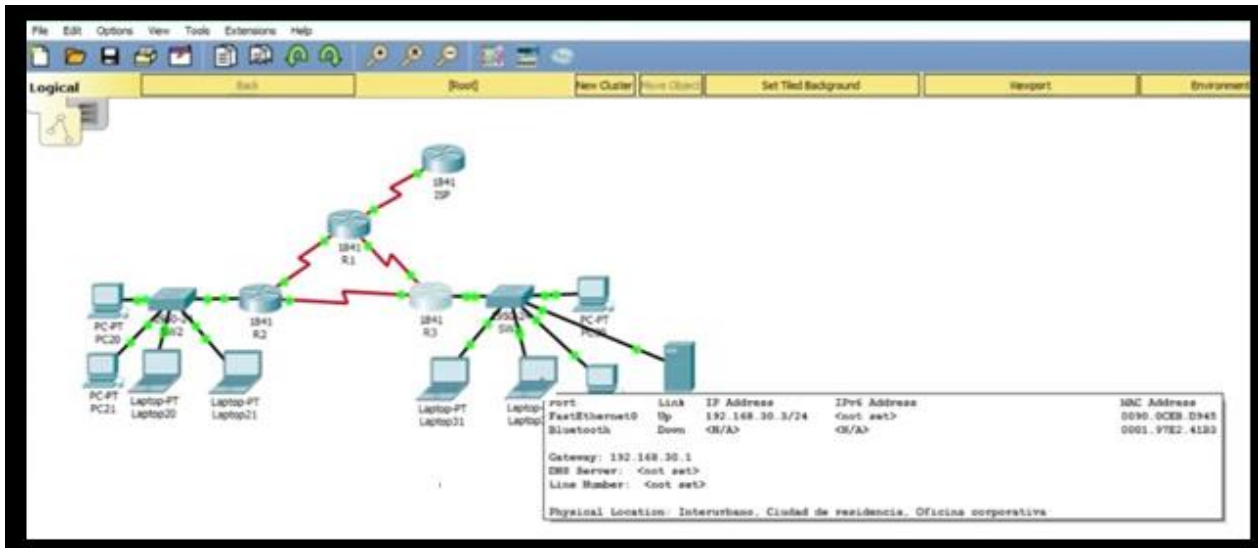 File Edit Options View Tools Extensions Help
Logical Back [Root] New Cluster Move Object Set Tiled Background Viewport Environment
1841
ISP
1841
R1
PC-PT
PC20
SW2
1841
R2
1841
R3
PC-PT
PC-PT
PC21
Laptop-PT
Laptop20
Laptop-PT
Laptop21
Laptop-PT
Laptop31
Port Link IP Address IPv6 Address MAC Address
FastEthernet0 Up 192.168.30.3/24 <not set> 0090.0CEB.D945
Bluetooth Down <N/A> <N/A> 0001.97E2.41B3
Gateway: 192.168.30.1
DNS Server: <not set>
Line Number: <not set>
Physical Location: Interurbano, Ciudad de residencia, Oficina corporativa